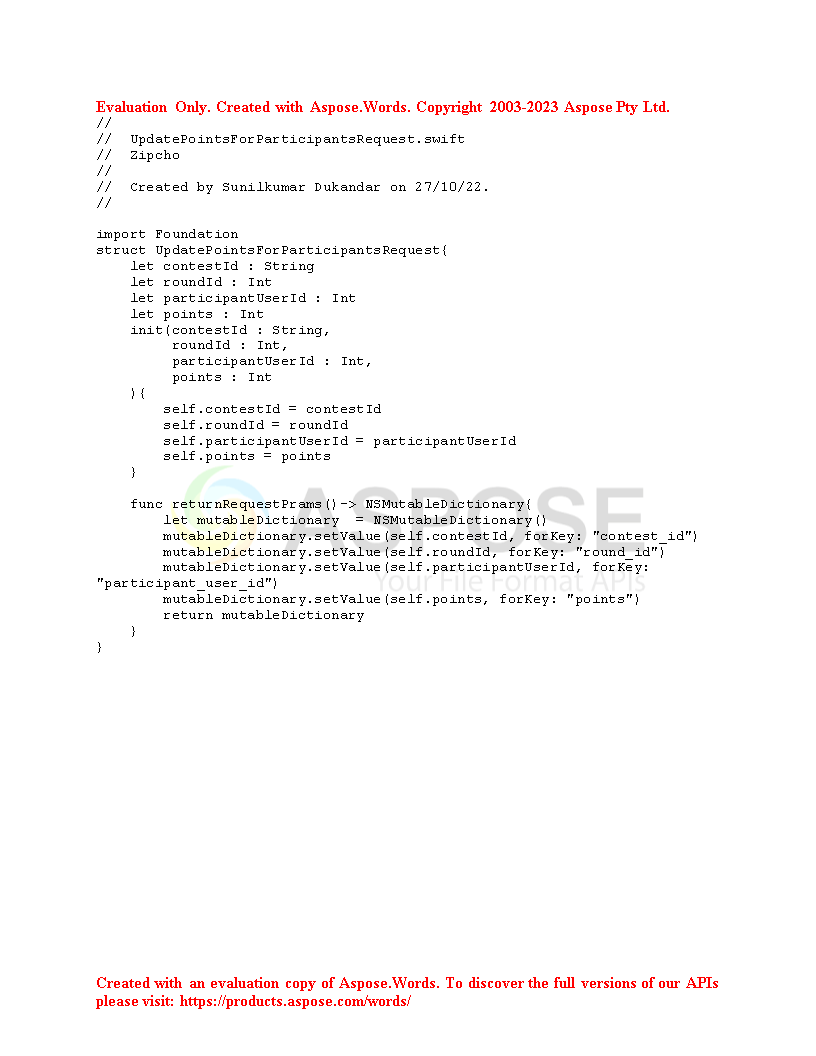 Evaluation Only. Created with Aspose.Words. Copyright 2003-2023 Aspose Pty Ltd.
//
//  UpdatePointsForParticipantsRequest.swift
//  Zipcho
//
//  Created by Sunilkumar Dukandar on 27/10/22.
//
import Foundation
struct UpdatePointsForParticipantsRequest{
    let contestId : String
    let roundId : Int
    let participantUserId : Int
    let points : Int
    init(contestId : String,
         roundId : Int,
         participantUserId : Int,
         points : Int
    ){
        self.contestId = contestId
        self.roundId = roundId
        self.participantUserId = participantUserId
        self.points = points
    }
    func returnRequestPrams()-> NSMutableDictionary{
        let mutableDictionary  = NSMutableDictionary()
        mutableDictionary.setValue(self.contestId, forKey: "contest_id")
        mutableDictionary.setValue(self.roundId, forKey: "round_id")
        mutableDictionary.setValue(self.participantUserId, forKey:
"participant_user_id")
        mutableDictionary.setValue(self.points, forKey: "points")
        return mutableDictionary
    }
}
ASPOSE
Your File Format APIs
Created with an evaluation copy of Aspose.Words. To discover the full versions of our APIs
please visit: https://products.aspose.com/words/